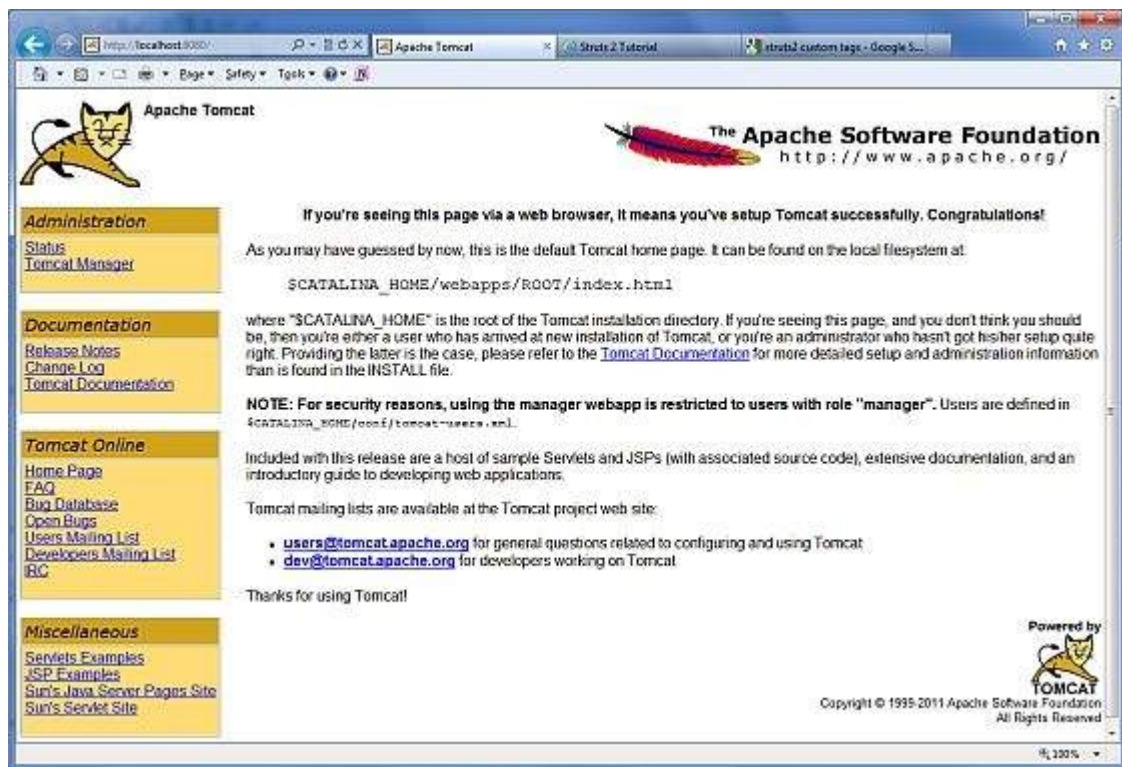 http://localhost:8080/
Apache Tomcat
Struts 2 Tutorial
struts2 custom tags - Google S...
Page
Safety
Tools
Apache Tomcat
The Apache Software Foundation
http://www.apache.org/
Administration
Status
Tomcat Manager
Documentation
Release Notes
Change Log
Tomcat Documentation
Tomcat Online
Home Page
FAQ
Bug Database
Open Bugs
Users Mailing List
Developers Mailing List
IRC
Miscellaneous
Servlets Examples
JSP Examples
Sun's Java Server Pages Site
Sun's Servlet Site
If you're seeing this page via a web browser, it means you've setup Tomcat successfully. Congratulations!
As you may have guessed by now, this is the default Tomcat home page. It can be found on the local filesystem at:
$CATALINA_HOME/webapps/ROOT/index.html
where "$CATALINA_HOME" is the root of the Tomcat installation directory. If you're seeing this page, and you don't think you should
be, then you're either a user who has arrived at new installation of Tomcat, or you're an administrator who hasn't got his/her setup quite
right. Providing the latter is the case, please refer to the Tomcat Documentation for more detailed setup and administration information
than is found in the INSTALL file.
NOTE: For security reasons, using the manager webapp is restricted to users with role "manager". Users are defined in
$CATALINA_HOME/conf/tomcat-users.xml.
Included with this release are a host of sample Servlets and JSPs (with associated source code), extensive documentation, and an
introductory guide to developing web applications.
Tomcat mailing lists are available at the Tomcat project web site:
• users@tomcat.apache.org for general questions related to configuring and using Tomcat
• dev@tomcat.apache.org for developers working on Tomcat
Thanks for using Tomcat!
Powered by
TOMCAT
Copyright © 1999-2011 Apache Software Foundation
All Rights Reserved
100%